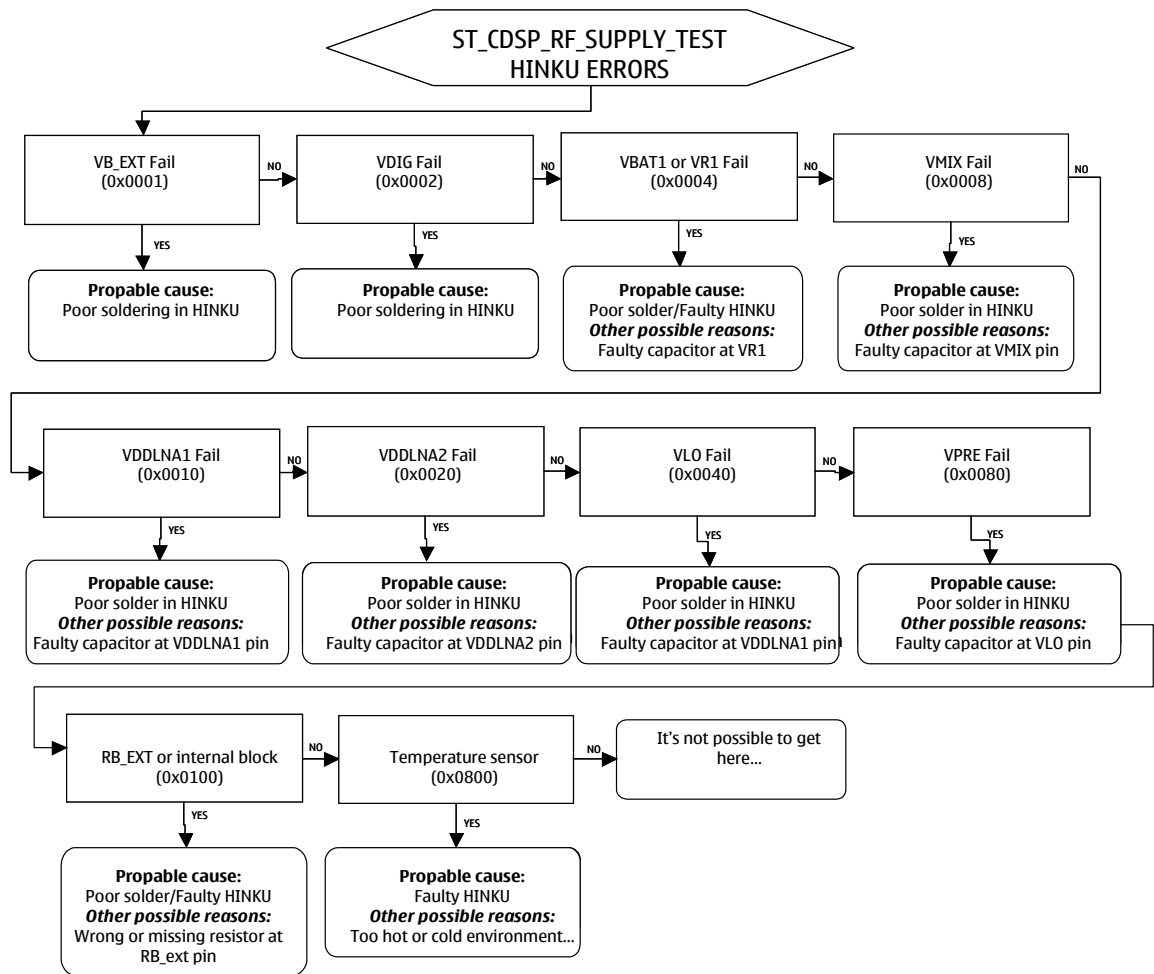 ST_CDSP_RF_SUPPLY_TEST
HINKU ERRORS
VB_EXT Fail
(0x0001)
NO
VDIG Fail
(0x0002)
NO
VBAT1 or VR1 Fail
(0x0004)
NO
VMIX Fail
(0x0008)
NO
YES
YES
YES
YES
Propable cause:
Poor soldering in HINKU
Propable cause:
Poor soldering in HINKU
Propable cause:
Poor solder/Faulty HINKU
Other possible reasons:
Faulty capacitor at VR1
Propable cause:
Poor solder in HINKU
Other possible reasons:
Faulty capacitor at VMIX pin
VDDLNA1 Fail
(0x0010)
NO
VDDLNA2 Fail
(0x0020)
NO
VLO Fail
(0x0040)
NO
VPRE Fail
(0x0080)
YES
YES
YES
YES
Propable cause:
Poor solder in HINKU
Other possible reasons:
Faulty capacitor at VDDLNA1 pin
Propable cause:
Poor solder in HINKU
Other possible reasons:
Faulty capacitor at VDDLNA2 pin
Propable cause:
Poor solder in HINKU
Other possible reasons:
Faulty capacitor at VDDLNA1 pin
Propable cause:
Poor solder in HINKU
Other possible reasons:
Faulty capacitor at VLO pin
RB_EXT or internal block
(0x0100)
NO
Temperature sensor
(0x0800)
NO
It's not possible to get
here...
YES
YES
Propable cause:
Poor solder/Faulty HINKU
Other possible reasons:
Wrong or missing resistor at
RB_ext pin
Propable cause:
Faulty HINKU
Other possible reasons:
Too hot or cold environment...